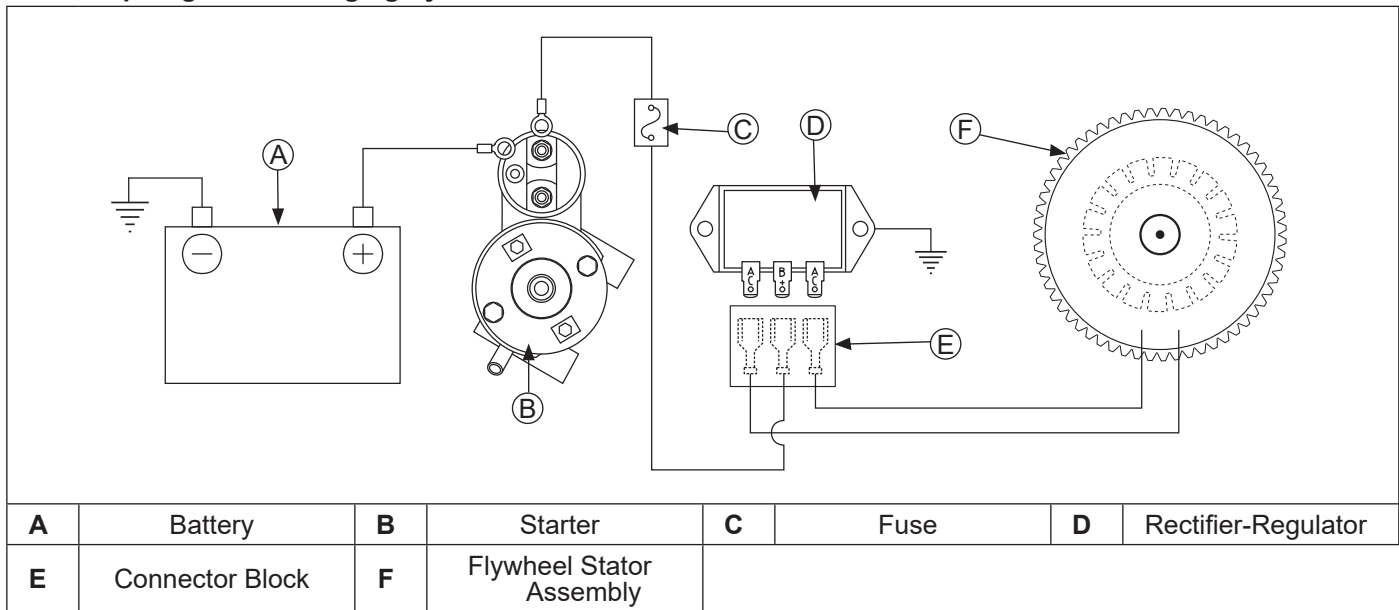 A
B
C
D
E
F
−
+
AC
B+
AC
A Battery B Starter C Fuse D Rectifier-Regulator
E Connector Block F Flywheel Stator
Assembly